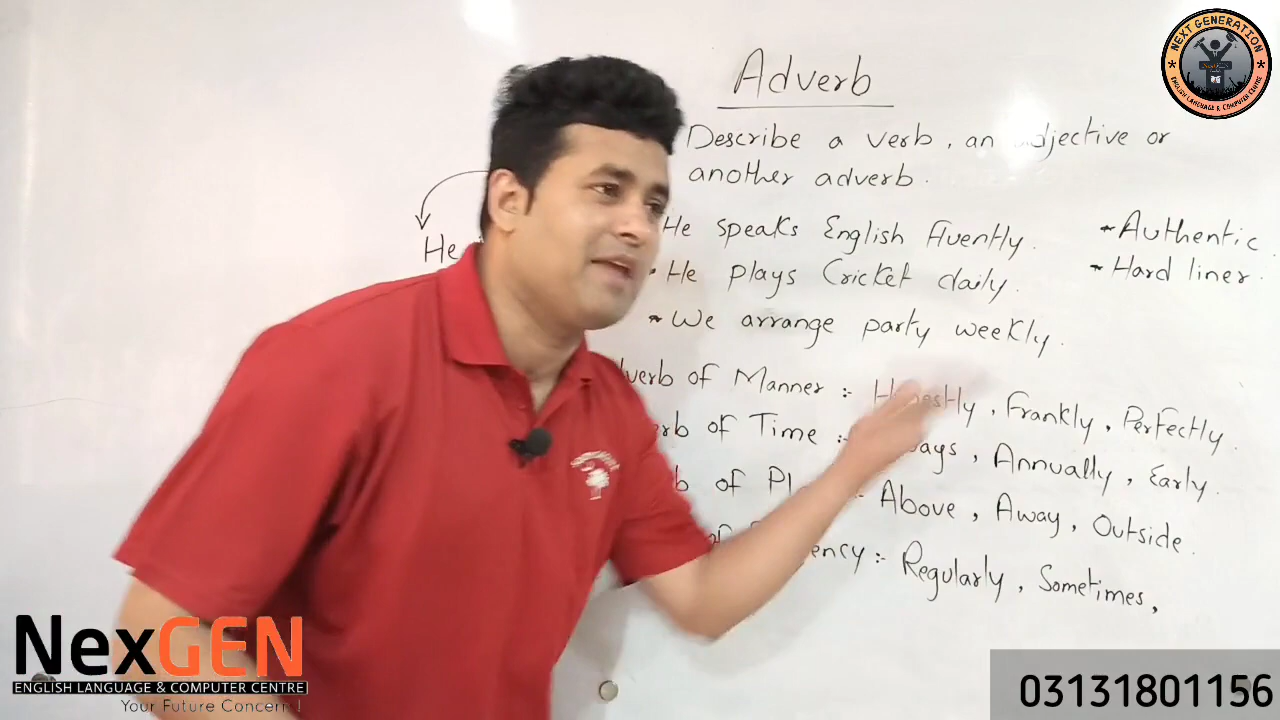 Adverb
Describe a verb, an adjective or
another adverb.
He
He speaks English fluently.
* Authentic
• He plays Cricket daily.
* Hard liner.
* We arrange party weekly.
of Manner :- Honestly, Frankly, Perfectly.
of Time :- Annually, Early.
of :- Above, Away, Outside.
of :- Regularly, Sometimes,
NEXT GENERATION
ENGLISH LANGUAGE & COMPUTER CENTRE
NexGEN
ENGLISH LANGUAGE & COMPUTER CENTRE
Your Future Concern !
03131801156